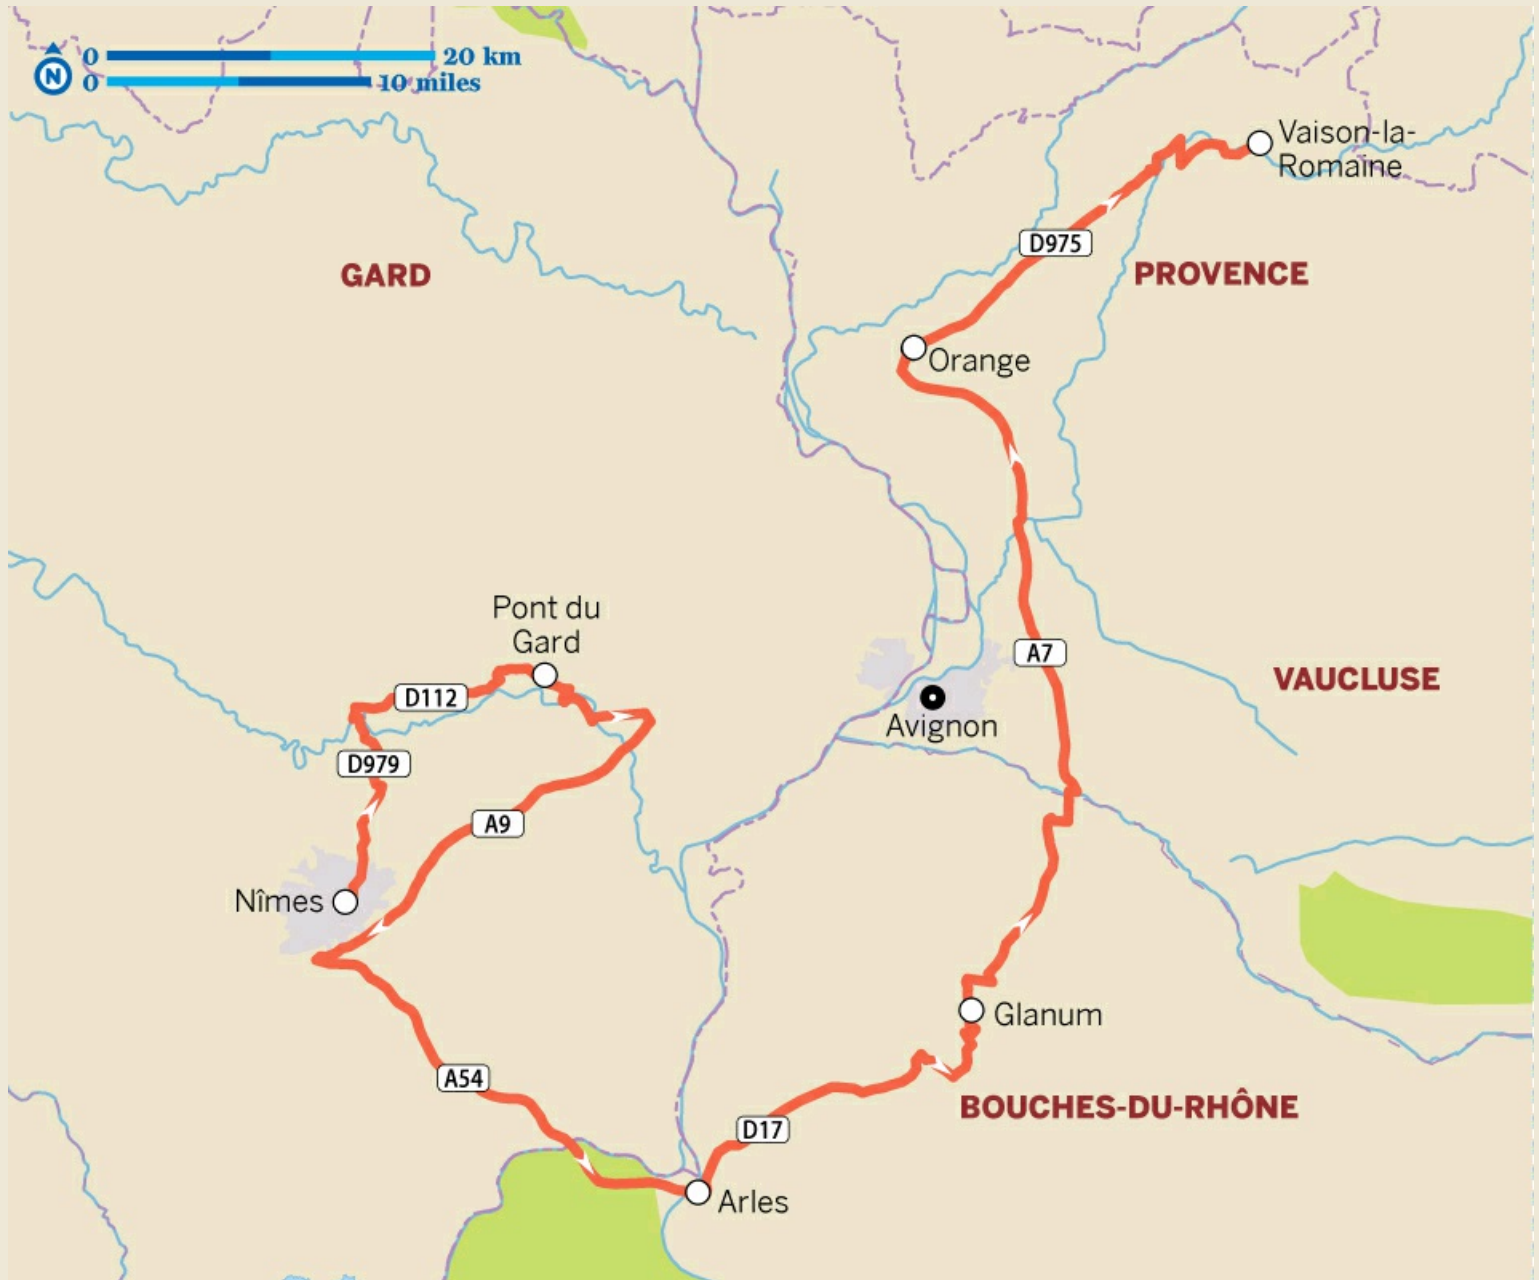 0 20 km
N
0 10 miles
Vaison-la-
Romaine
D975
GARD
PROVENCE
Orange
Pont du
Gard
A7
VAUCLUSE
D112
Avignon
D979
A9
Nîmes
Glanum
A54
BOUCHES-DU-RHÔNE
D17
Arles